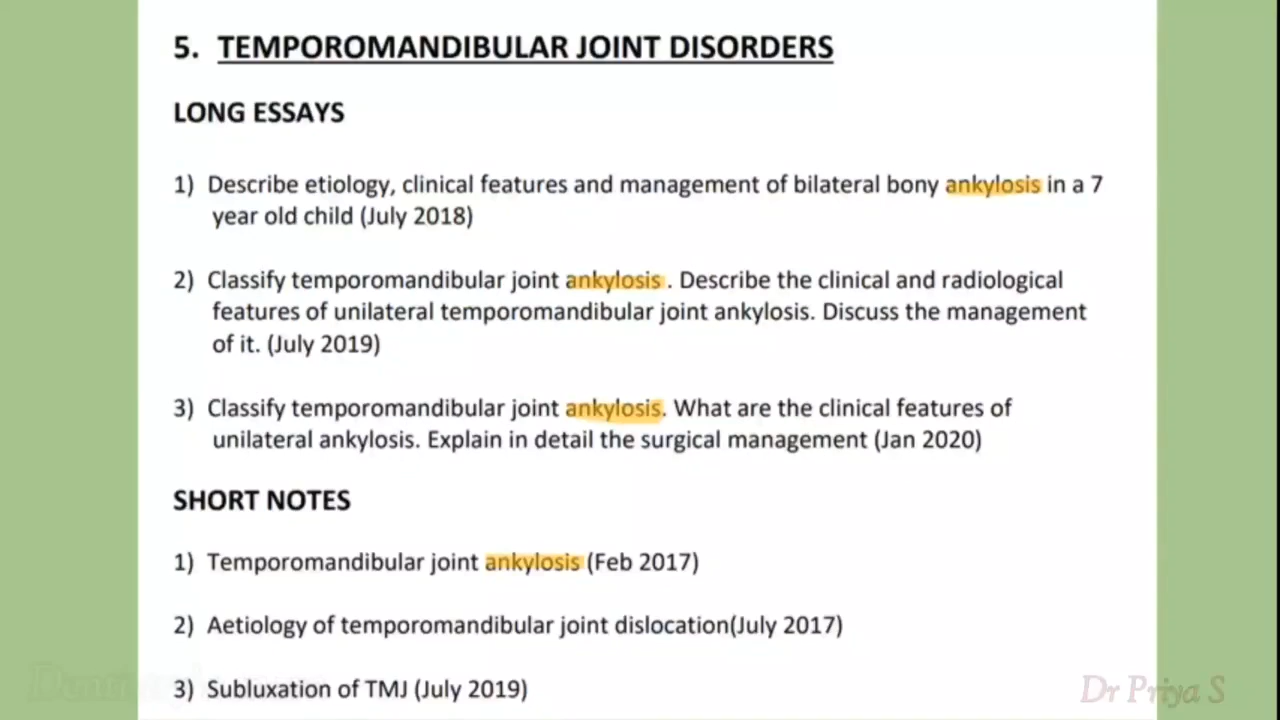 5. TEMPOROMANDIBULAR JOINT DISORDERS
LONG ESSAYS
1) Describe etiology, clinical features and management of bilateral bony ankylosis in a 7
year old child (July 2018)
2) Classify temporomandibular joint ankylosis . Describe the clinical and radiological
features of unilateral temporomandibular joint ankylosis. Discuss the management
of it. (July 2019)
3) Classify temporomandibular joint ankylosis. What are the clinical features of
unilateral ankylosis. Explain in detail the surgical management (Jan 2020)
SHORT NOTES
1) Temporomandibular joint ankylosis (Feb 2017)
2) Aetiology of temporomandibular joint dislocation(July 2017)
3) Subluxation of TMJ (July 2019)
Dr Priya S